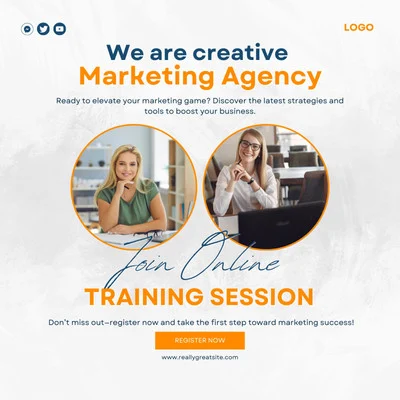 LOGO
We are creative
Marketing Agency
Ready to elevate your marketing game? Discover the latest strategies and
tools to boost your business.
Join Online
TRAINING SESSION
Don't miss out—register now and take the first step toward marketing success!
REGISTER NOW
www.reallygreatsite.com